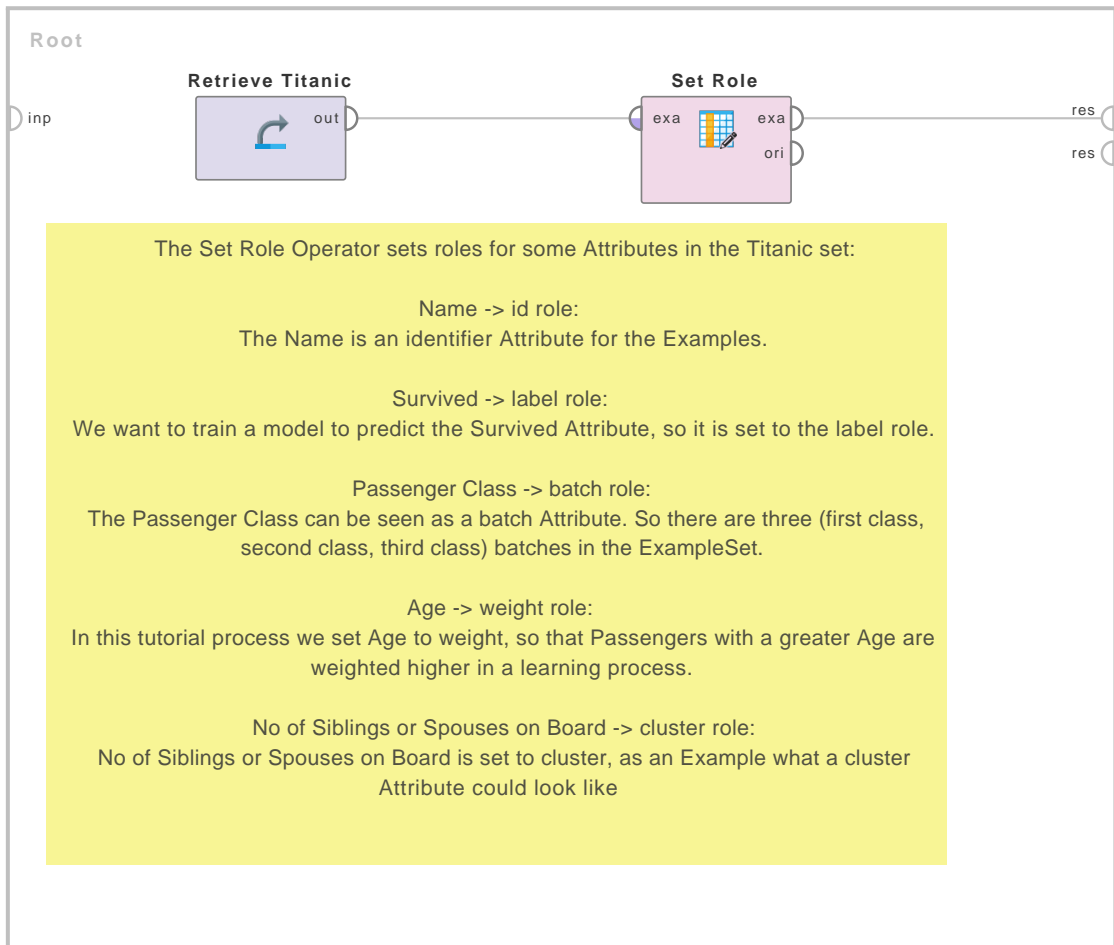 Root
Retrieve Titanic
Set Role
inp
out
exa
exa
res
ori
res
The Set Role Operator sets roles for some Attributes in the Titanic set:
Name -> id role:
The Name is an identifier Attribute for the Examples.
Survived -> label role:
We want to train a model to predict the Survived Attribute, so it is set to the label role.
Passenger Class -> batch role:
The Passenger Class can be seen as a batch Attribute. So there are three (first class,
second class, third class) batches in the ExampleSet.
Age -> weight role:
In this tutorial process we set Age to weight, so that Passengers with a greater Age are
weighted higher in a learning process.
No of Siblings or Spouses on Board -> cluster role:
No of Siblings or Spouses on Board is set to cluster, as an Example what a cluster
Attribute could look like